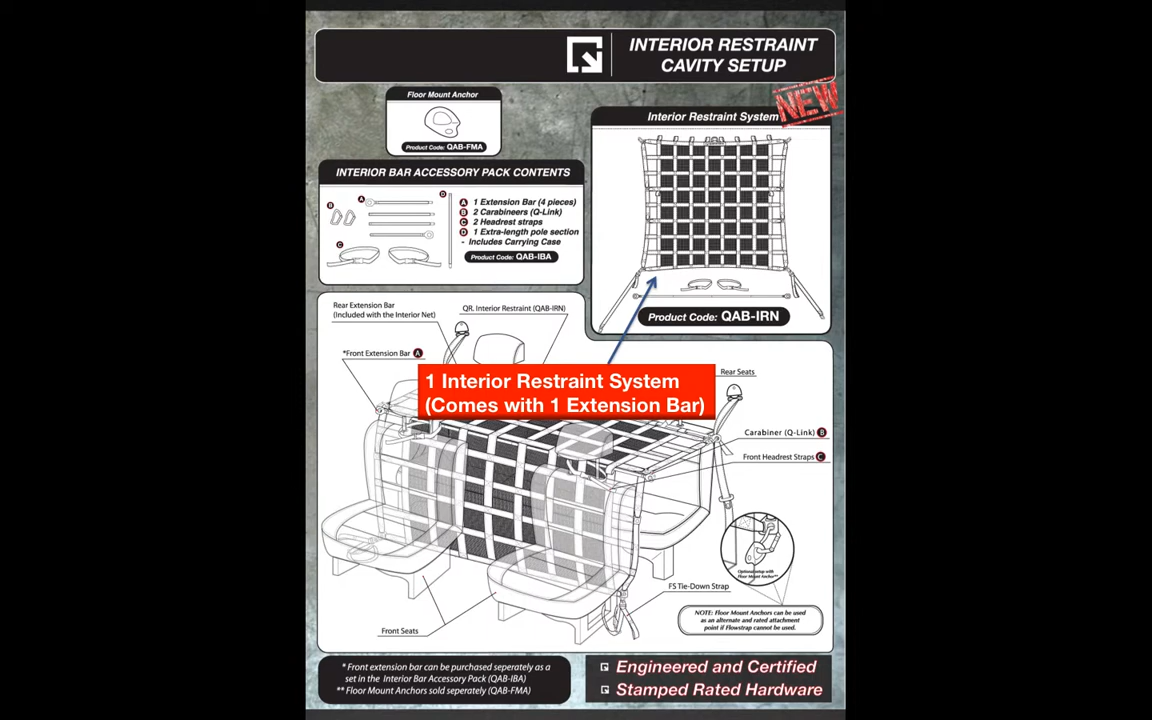 INTERIOR RESTRAINT
CAVITY SETUP
Floor Mount Anchor
Product Code: QAB-FMA
NEW
Interior Restraint System
INTERIOR BAR ACCESSORY PACK CONTENTS
A 1 Extension Bar (4 pieces)
B 2 Carabineers (Q-Link)
C 2 Headrest straps
D 1 Extra-length pole section
- Includes Carrying Case
Product Code: QAB-IBA
A
B
C
D
Product Code: QAB-IRN
Rear Extension Bar
(Included with the Interior Net)
QR. Interior Restraint (QAB-IRN)
*Front Extension Bar A
1 Interior Restraint System
(Comes with 1 Extension Bar)
Rear Seats
Carabiner (Q-Link) B
Front Headrest Straps C
Optional setup with
Floor Mount Anchor**
FS Tie-Down Strap
NOTE: Floor Mount Anchors can be used
as an alternate and rated attachment
point if Flowstrap cannot be used.
Front Seats
* Front extension bar can be purchased seperately as a
set in the Interior Bar Accessory Pack (QAB-IBA)
** Floor Mount Anchors sold seperately (QAB-FMA)
Engineered and Certified
Stamped Rated Hardware